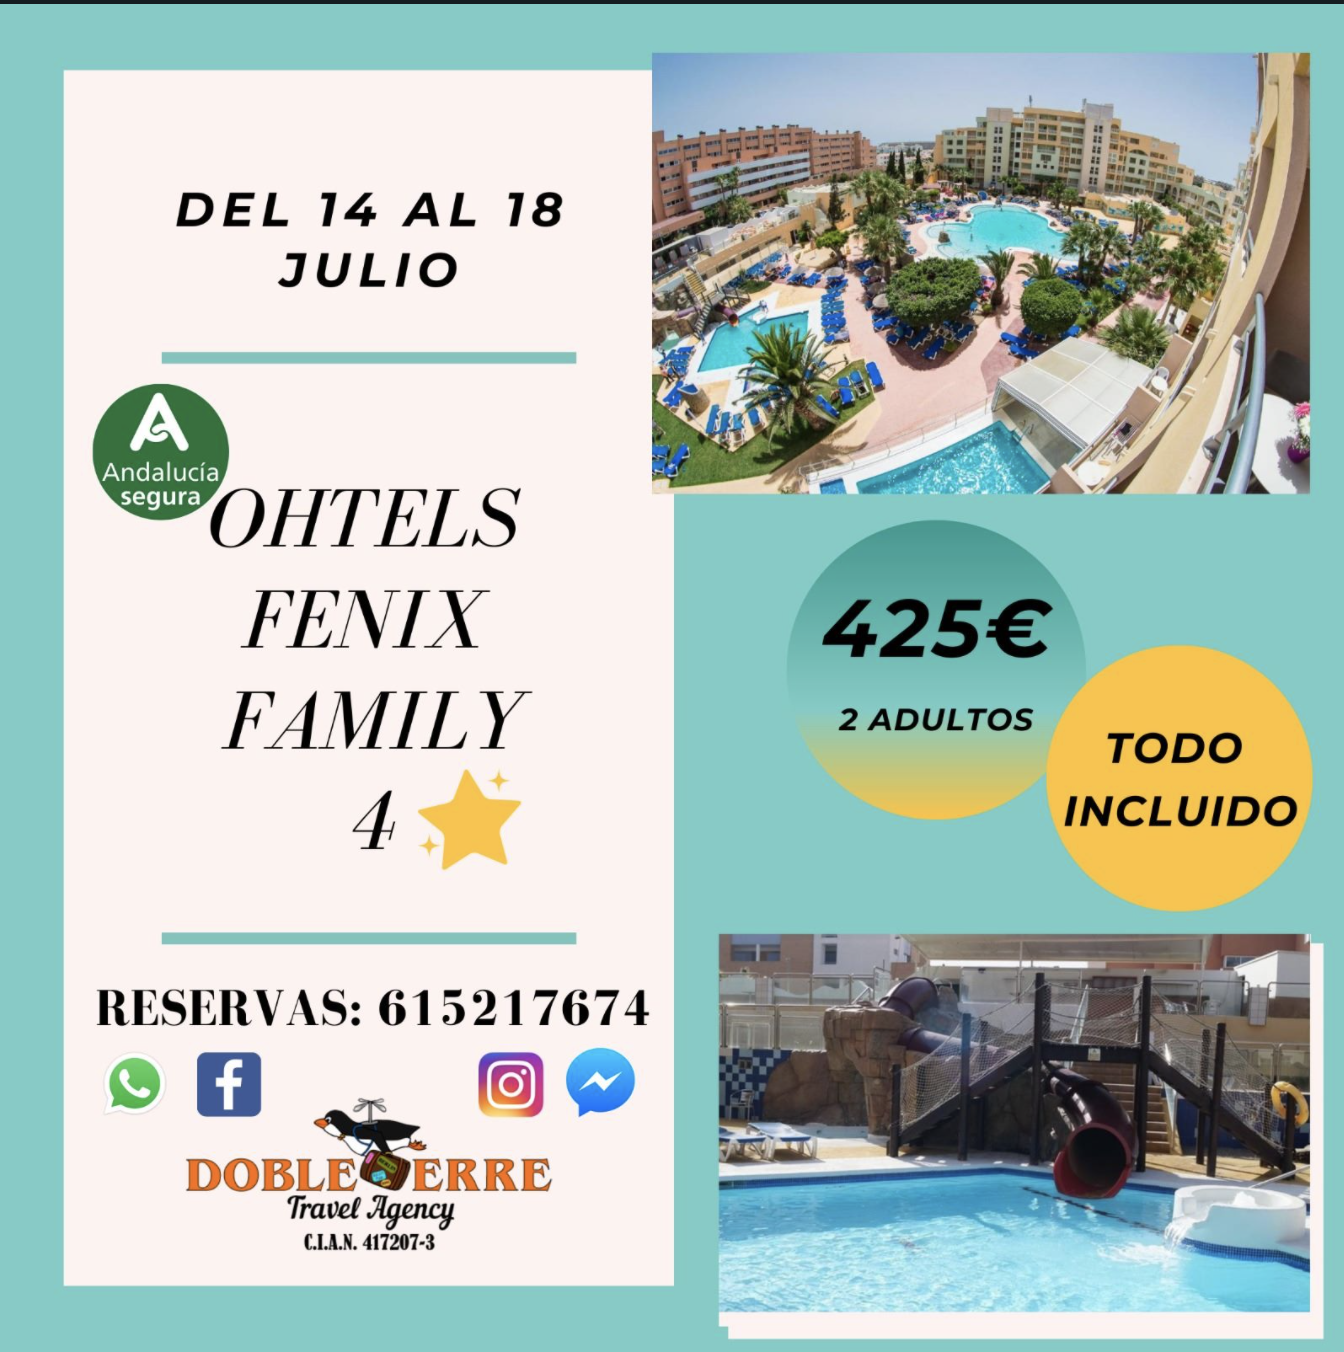 DEL 14 AL 18
JULIO
Andalucía
segura
OHTELS
FENIX
FAMILY
4
425€
2 ADULTOS
TODO
INCLUIDO
RESERVAS: 615217674
DOBLE ERRE
Travel Agency
C.I.A.N. 417207-3